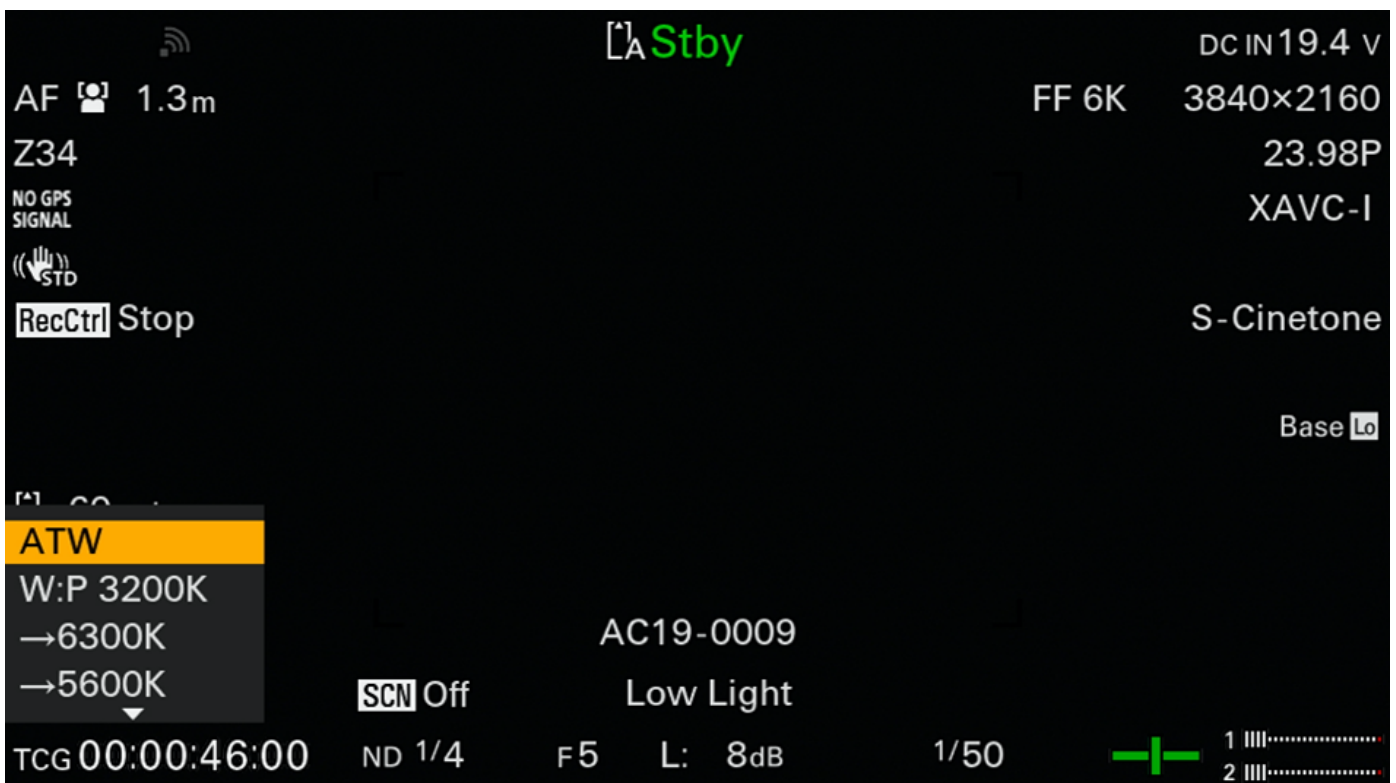 A Stby
DC IN 19.4 V
AF 1.3m
FF 6K 3840×2160
Z34
23.98P
NO GPS
SIGNAL
XAVC-I
STD
RecCtrl Stop
S-Cinetone
Base Lo
ATW
W:P 3200K
→6300K
AC19-0009
→5600K
SCN Off
Low Light
TCG 00:00:46:00
ND 1/4
F5
L: 8dB
1/50
1
2